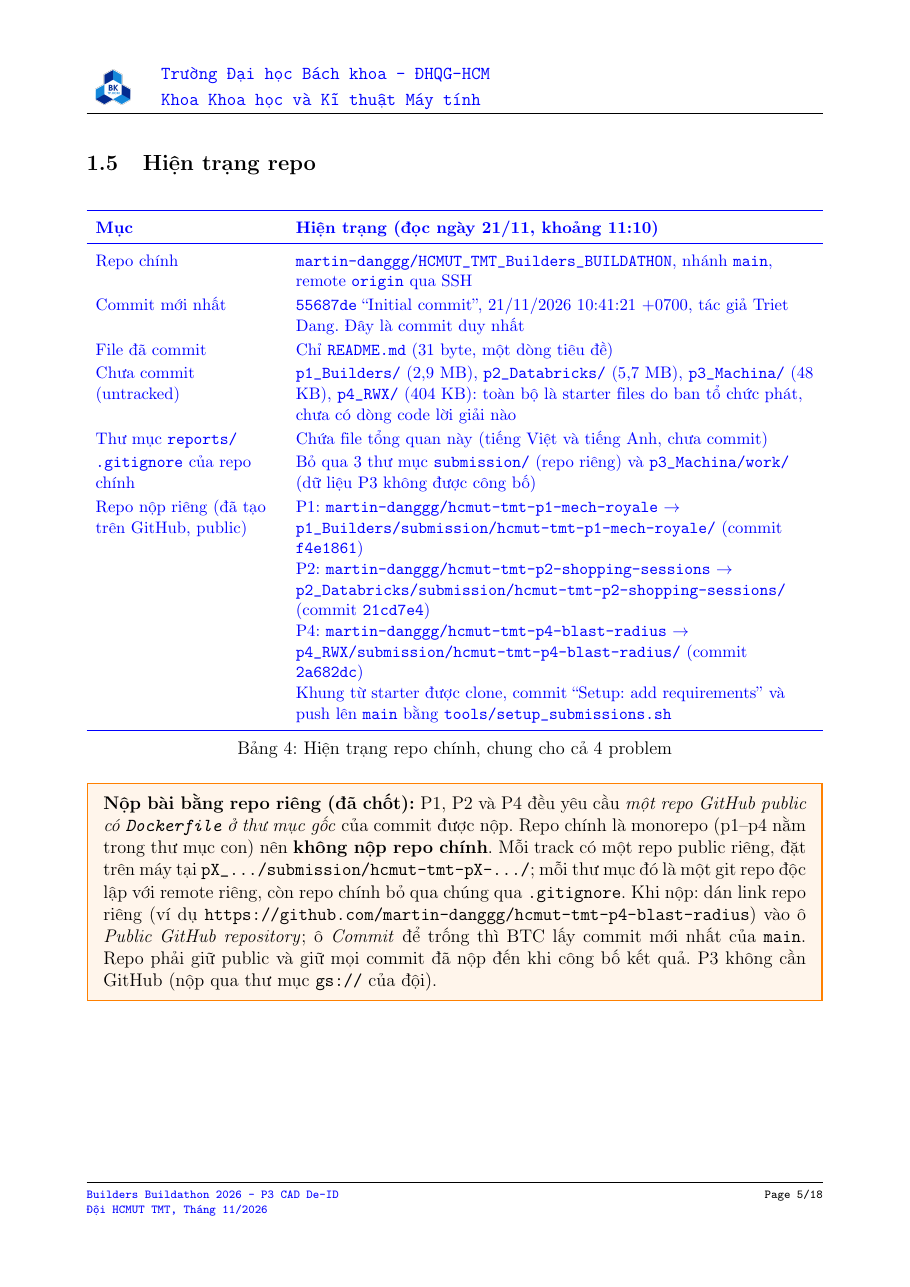 BK
Trường Đại học Bách khoa - ĐHQG-HCM
Khoa Khoa học và Kĩ thuật Máy tính
1.5 Hiện trạng repo
Mục Hiện trạng (đọc ngày 21/11, khoảng 11:10)
Repo chính martin-danggg/HCMUT_TMT_Builders_BUILDATHON, nhánh main,
remote origin qua SSH
Commit mới nhất 55687de “Initial commit”, 21/11/2026 10:41:21 +0700, tác giả Triet
Dang. Đây là commit duy nhất
File đã commit Chỉ README.md (31 byte, một dòng tiêu đề)
Chưa commit p1_Builders/ (2,9 MB), p2_Databricks/ (5,7 MB), p3_Machina/ (48
(untracked) KB), p4_RWX/ (404 KB): toàn bộ là starter files do ban tổ chức phát,
chưa có dòng code lời giải nào
Thư mục reports/ Chứa file tổng quan này (tiếng Việt và tiếng Anh, chưa commit)
.gitignore của repo Bỏ qua 3 thư mục submission/ (repo riêng) và p3_Machina/work/
chính (dữ liệu P3 không được công bố)
Repo nộp riêng (đã tạo P1: martin-danggg/hcmut-tmt-p1-mech-royale →
trên GitHub, public) p1_Builders/submission/hcmut-tmt-p1-mech-royale/ (commit
f4e1861)
P2: martin-danggg/hcmut-tmt-p2-shopping-sessions →
p2_Databricks/submission/hcmut-tmt-p2-shopping-sessions/
(commit 21cd7e4)
P4: martin-danggg/hcmut-tmt-p4-blast-radius →
p4_RWX/submission/hcmut-tmt-p4-blast-radius/ (commit
2a682dc)
Khung từ starter được clone, commit “Setup: add requirements” và
push lên main bằng tools/setup_submissions.sh
Bảng 4: Hiện trạng repo chính, chung cho cả 4 problem
Nộp bài bằng repo riêng (đã chốt): P1, P2 và P4 đều yêu cầu một repo GitHub public
có Dockerfile ở thư mục gốc của commit được nộp. Repo chính là monorepo (p1–p4 nằm
trong thư mục con) nên không nộp repo chính. Mỗi track có một repo public riêng, đặt
trên máy tại pX_.../submission/hcmut-tmt-pX-.../; mỗi thư mục đó là một git repo độc
lập với remote riêng, còn repo chính bỏ qua chúng qua .gitignore. Khi nộp: dán link repo
riêng (ví dụ https://github.com/martin-danggg/hcmut-tmt-p4-blast-radius) vào ô
Public GitHub repository; ô Commit để trống thì BTC lấy commit mới nhất của main.
Repo phải giữ public và giữ mọi commit đã nộp đến khi công bố kết quả. P3 không cần
GitHub (nộp qua thư mục gs:// của đội).
Builders Buildathon 2026 - P3 CAD De-ID Page 5/18
Đội HCMUT TMT, Tháng 11/2026